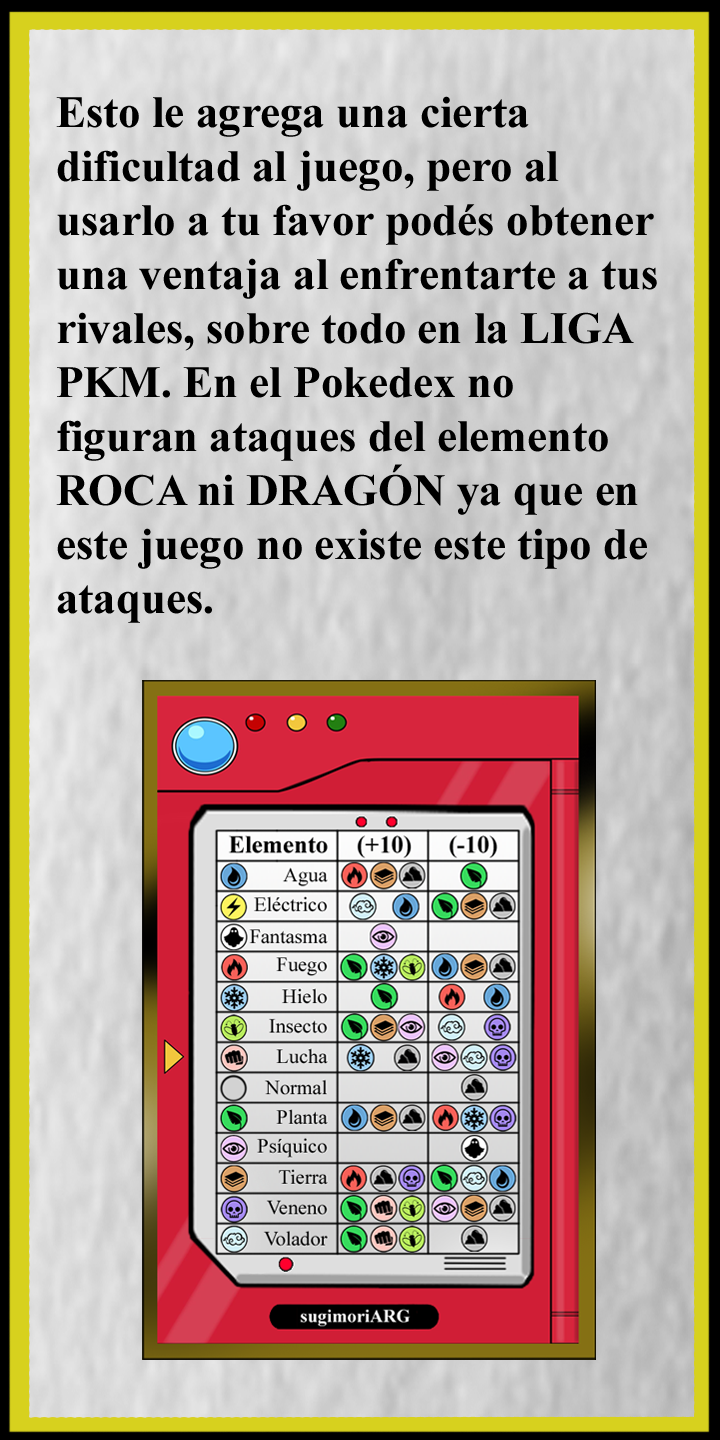 Esto le agrega una cierta
dificultad al juego, pero al
usarlo a tu favor podés obtener
una ventaja al enfrentarte a tus
rivales, sobre todo en la LIGA
PKM. En el Pokedex no
figuran ataques del elemento
ROCA ni DRAGÓN ya que en
este juego no existe este tipo de
ataques.
Elemento (+10) (-10)
Agua
Eléctrico
Fantasma
Fuego
Hielo
Insecto
Lucha
Normal
Planta
Psíquico
Tierra
Veneno
Volador
sugimoriARG